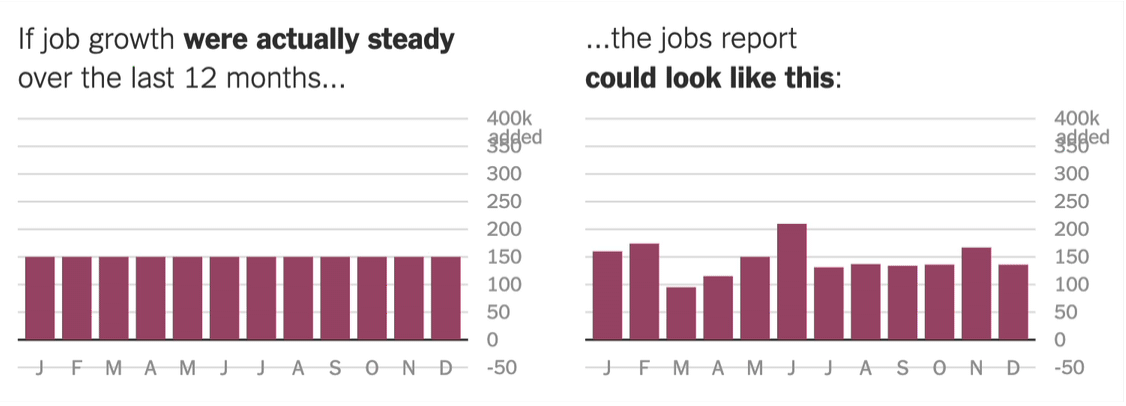 If job growth were actually steady
over the last 12 months...
400k
added
350
300
250
200
150
100
50
0
-50
J F M A M J J A S O N D
...the jobs report
could look like this:
400k
added
350
300
250
200
150
100
50
0
-50
J F M A M J J A S O N D